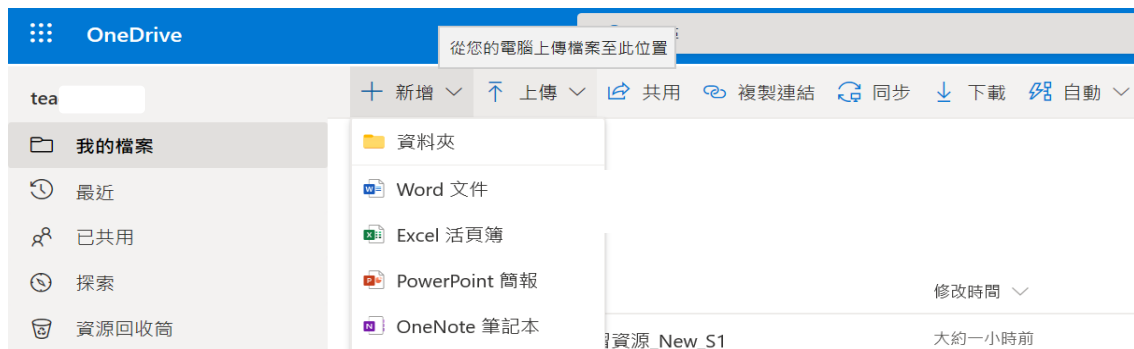 OneDrive
從您的電腦上傳檔案至此位置
tea
新增 上傳 共用 複製連結 同步 下載 自動
我的檔案
資料夾
最近
Word 文件
已共用
Excel 活頁簿
探索
PowerPoint 簡報
修改時間
資源回收筒
OneNote 筆記本
資源_New_S1
大約一小時前